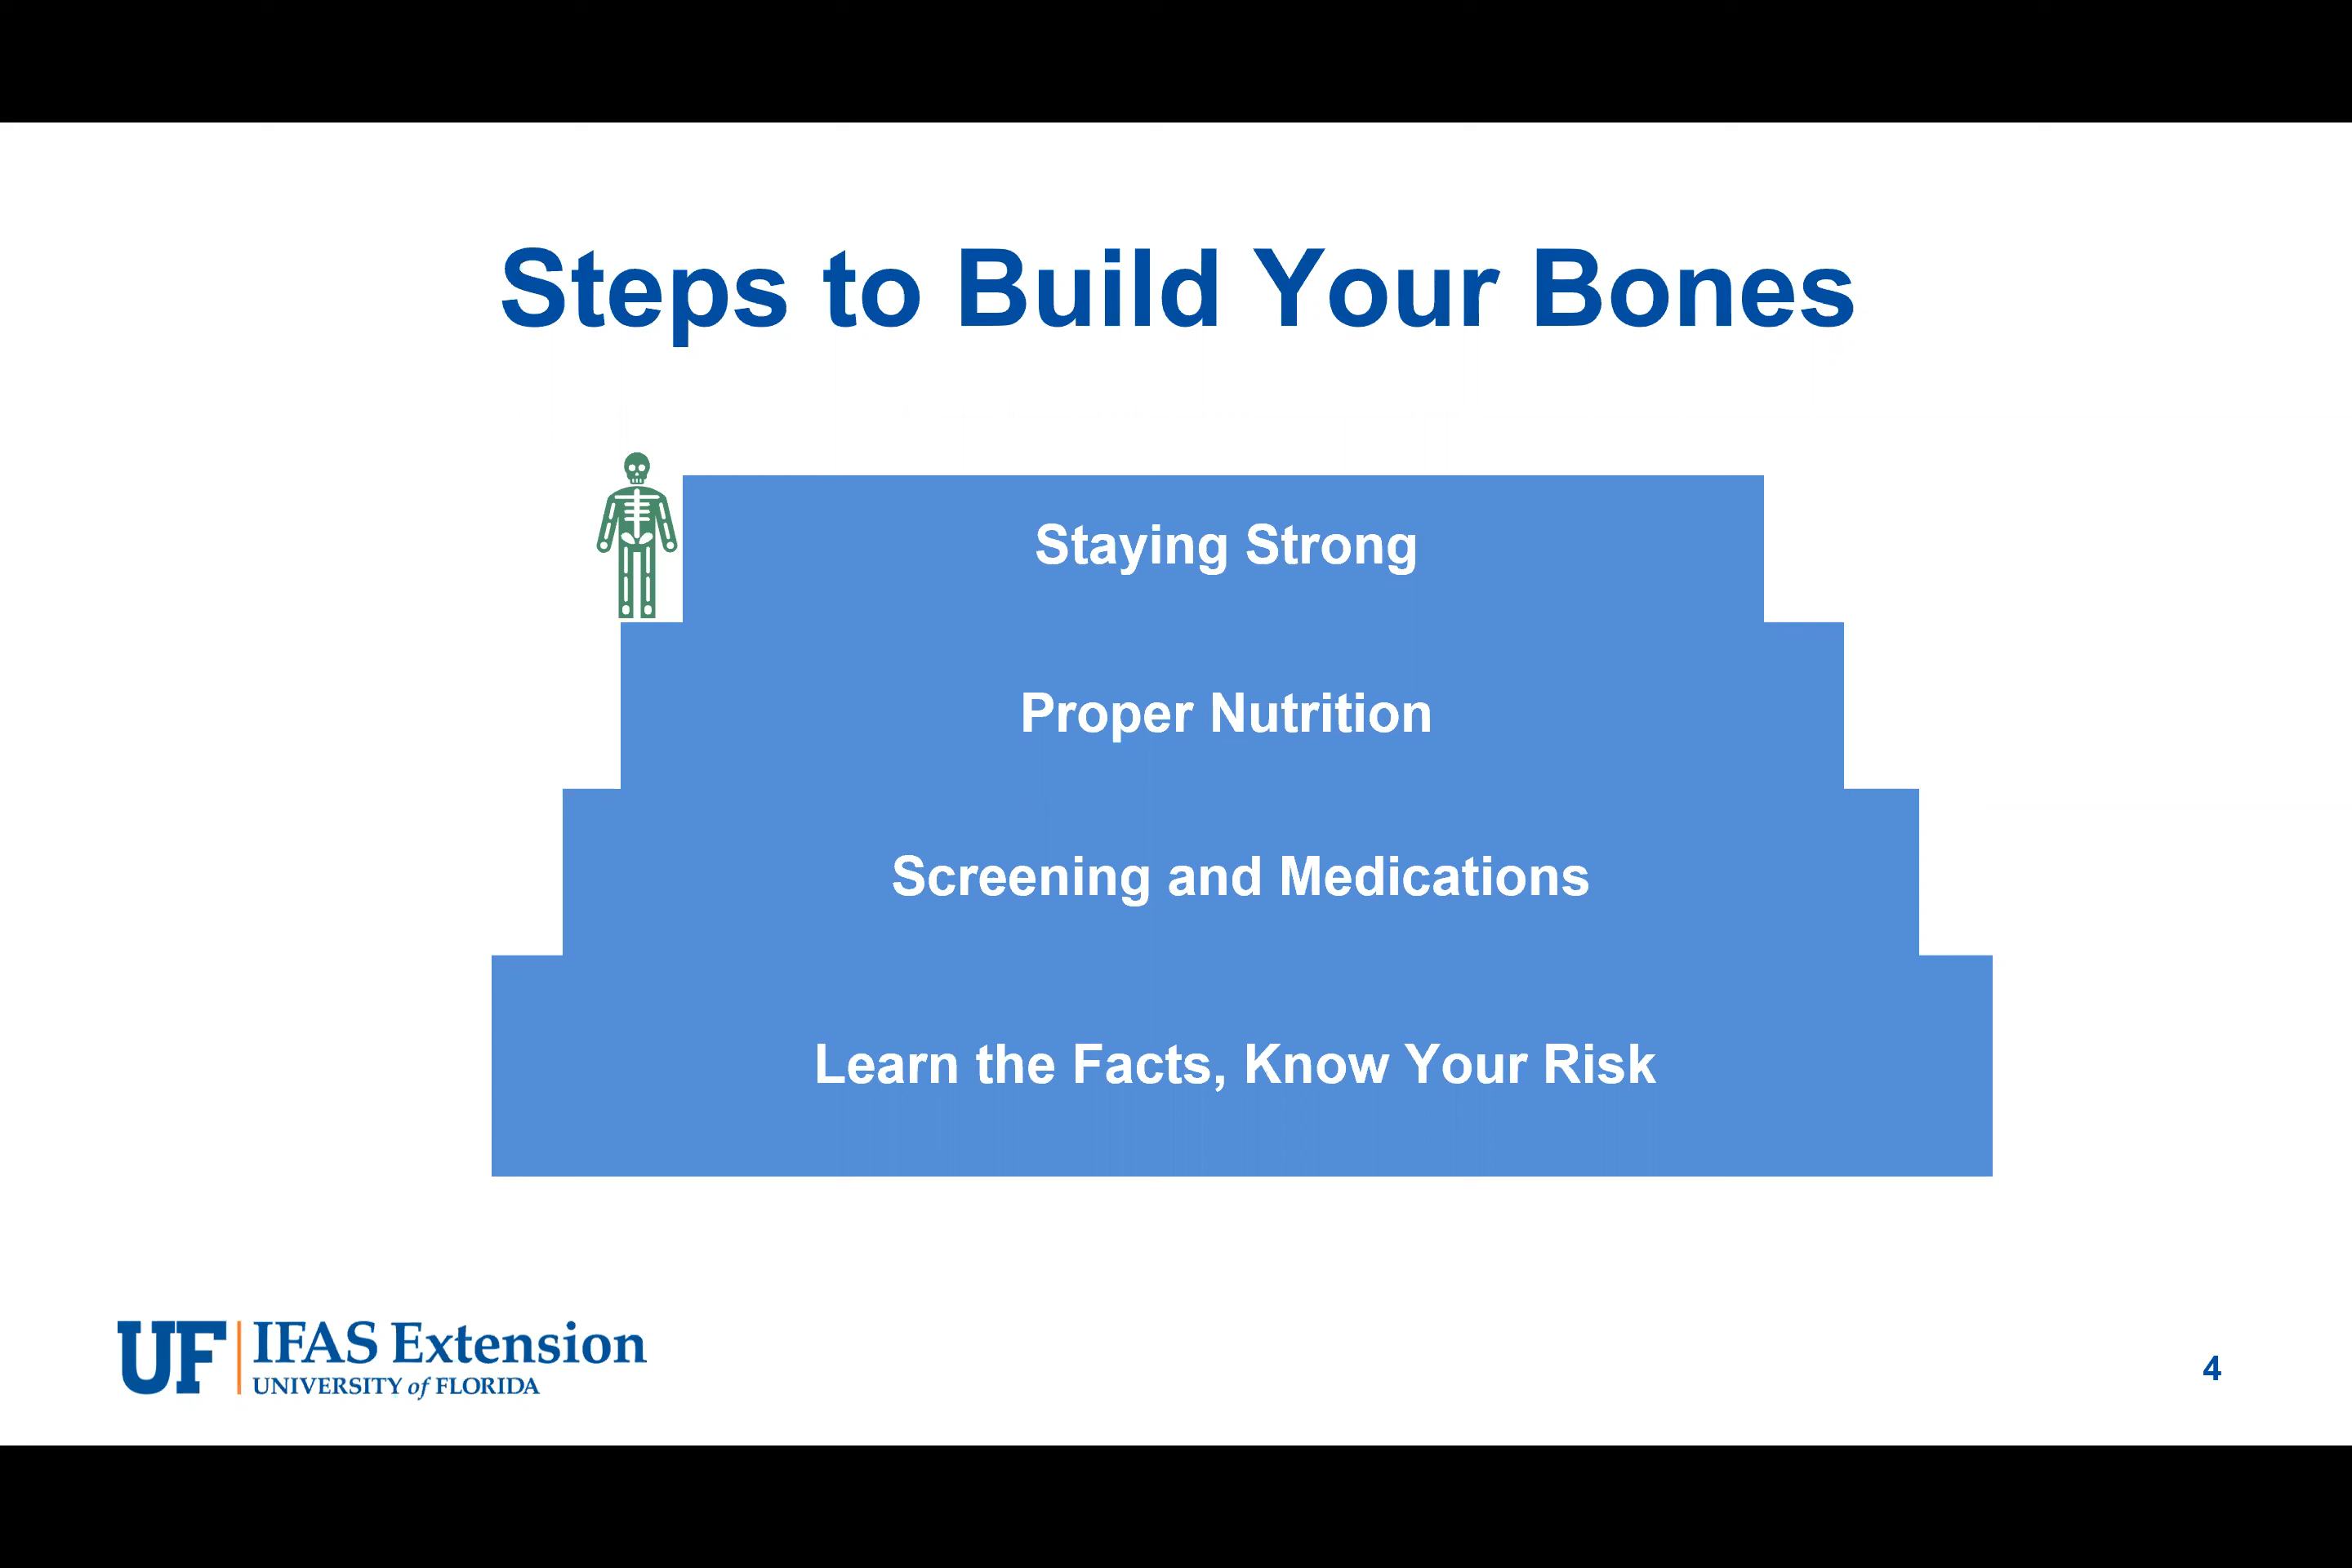 Steps to Build Your Bones
Staying Strong
Proper Nutrition
Screening and Medications
Learn the Facts, Know Your Risk
UF IFAS Extension
UNIVERSITY of FLORIDA
4